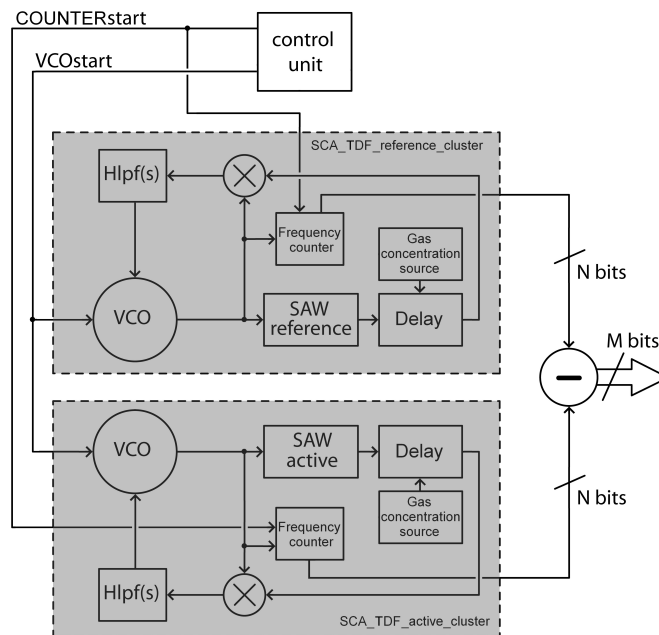 COUNTERstart
control
unit
VCOstart
SCA_TDF_reference_cluster
Hlpf(s)
Frequency
counter
Gas
concentration
source
N bits
VCO
SAW
reference
Delay
M bits
VCO
SAW
active
Delay
N bits
Gas
concentration
source
Frequency
counter
Hlpf(s)
SCA_TDF_active_cluster